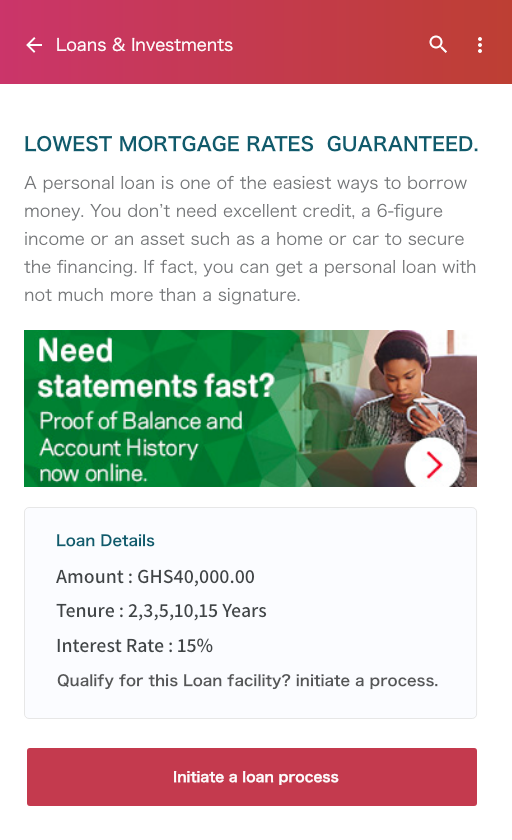 Loans & Investments
LOWEST MORTGAGE RATES  GUARANTEED.
A personal loan is one of the easiest ways to borrow
money. You don't need excellent credit, a 6-figure
income or an asset such as a home or car to secure
the financing. If fact, you can get a personal loan with
not much more than a signature.
Need
statements fast?
Proof of Balance and
Account History
now online.
Loan Details
Amount : GHS40,000.00
Tenure : 2,3,5,10,15 Years
Interest Rate : 15%
Qualify for this Loan facility? initiate a process.
Initiate a loan process